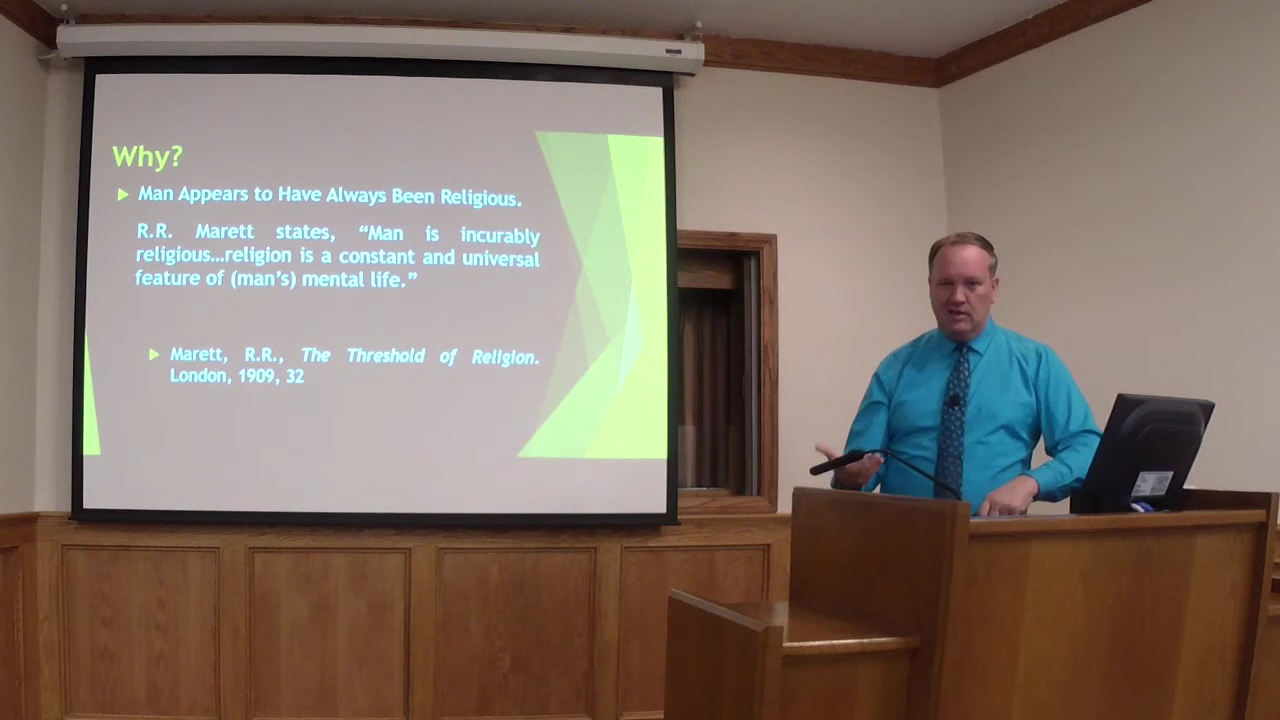 Why?
Man Appears to Have Always Been Religious.
R.R. Marett states, “Man is incurably
religious…religion is a constant and universal
feature of (man’s) mental life.”
Marett, R.R., The Threshold of Religion.
London, 1909, 32